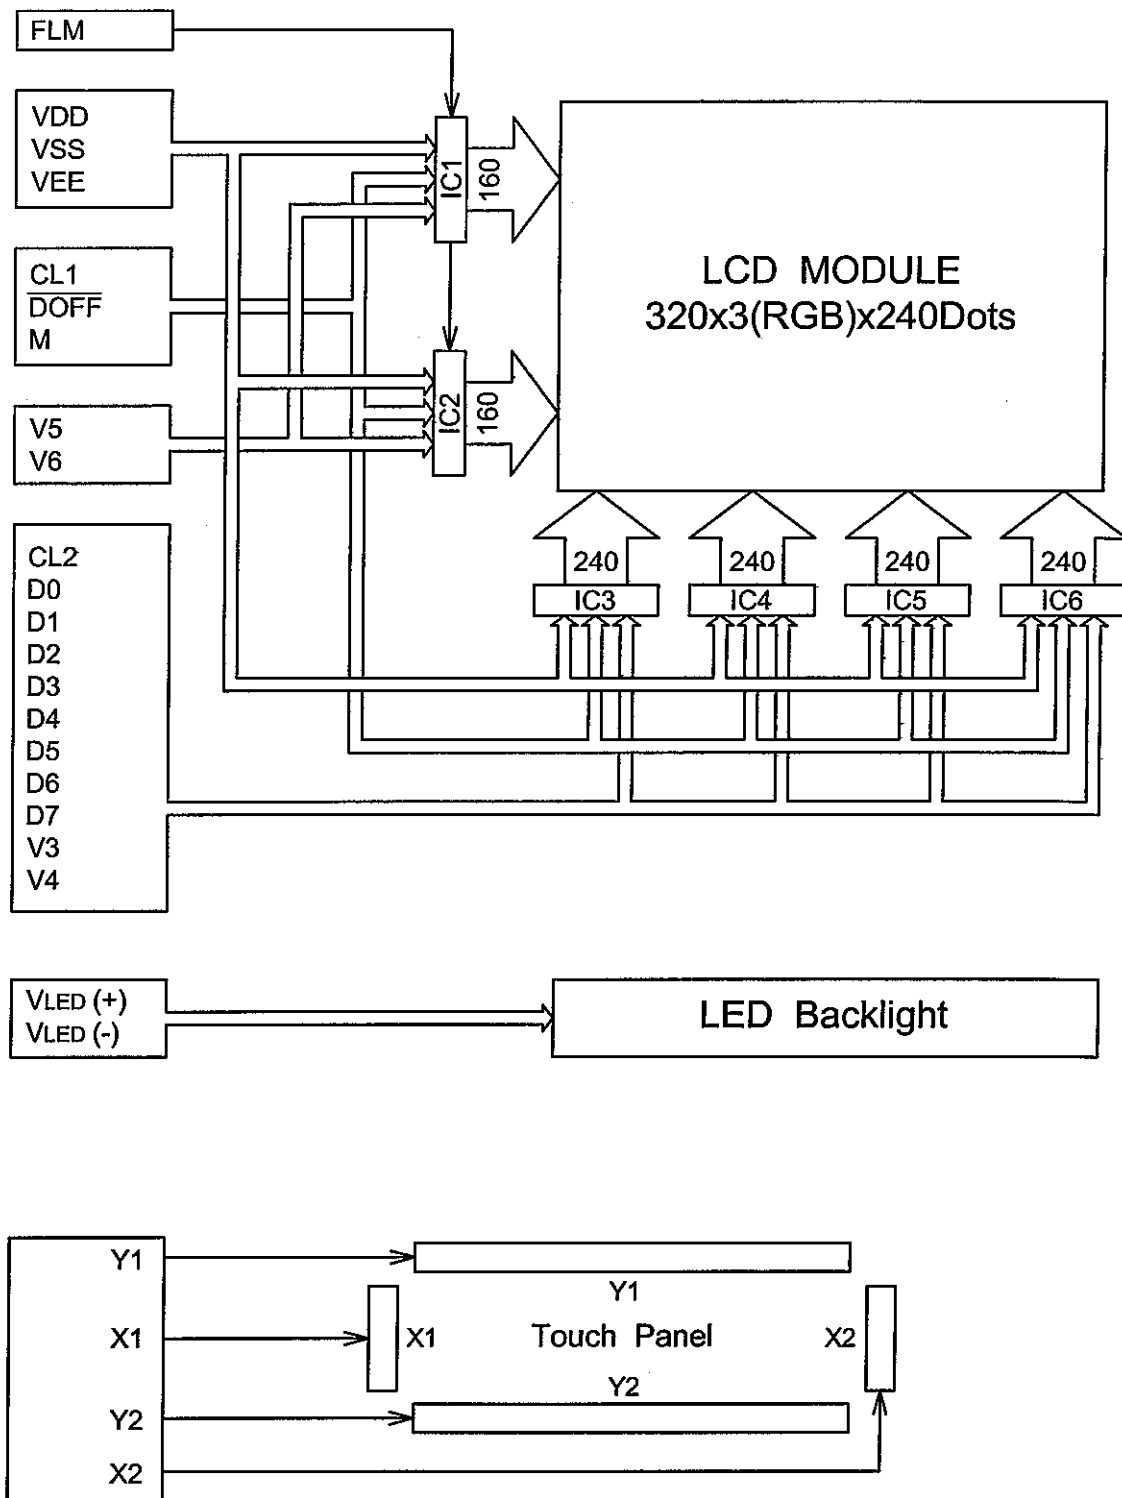 FLM
VDD
VSS
VEE
IC1
160
LCD MODULE
320x3(RGB)x240Dots
CL1
DOFF
M
IC2
160
V5
V6
CL2
D0
D1
D2
D3
D4
D5
D6
D7
V3
V4
240 240 240 240
IC3 IC4 IC5 IC6
VLED (+)
VLED (-)
LED Backlight
Y1
X1
Y2
X2
Y1
X1 Touch Panel X2
Y2